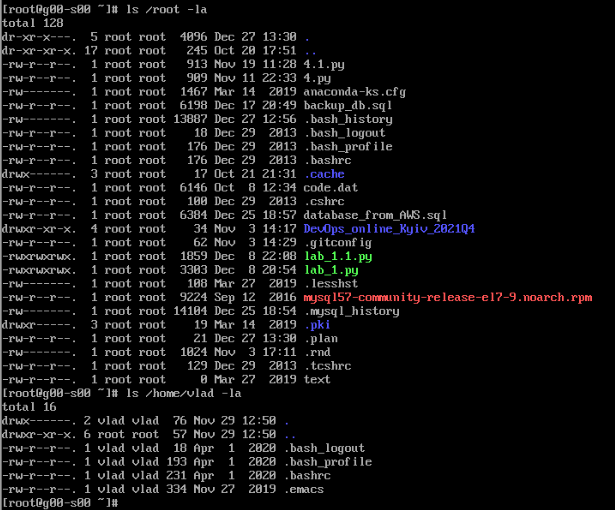 [root@g00-s00 ~]# ls /root -la
total 128
dr-xr-x---. 5 root root 4096 Dec 27 13:30 .
dr-xr-xr-x. 17 root root 245 Oct 20 17:51 ..
-rw-r--r--. 1 root root 913 Nov 19 11:28 4.1.py
-rw-r--r--. 1 root root 909 Nov 11 22:33 4.py
-rw-------. 1 root root 1467 Mar 14 2019 anaconda-ks.cfg
-rw-r--r--. 1 root root 6198 Dec 17 20:49 backup_db.sql
-rw-------. 1 root root 13887 Dec 27 12:56 .bash_history
-rw-r--r--. 1 root root 18 Dec 29 2013 .bash_logout
-rw-r--r--. 1 root root 176 Dec 29 2013 .bash_profile
-rw-r--r--. 1 root root 176 Dec 29 2013 .bashrc
drwx------. 3 root root 17 Oct 21 21:31 .cache
-rw-r--r--. 1 root root 6146 Oct 8 12:34 code.dat
-rw-r--r--. 1 root root 100 Dec 29 2013 .cshrc
-rw-r--r--. 1 root root 6384 Dec 25 18:57 database_from_AWS.sql
drwxr-xr-x. 4 root root 34 Nov 3 14:17 DevOps_online_Kyiv_2021Q4
-rw-r--r--. 1 root root 62 Nov 3 14:29 .gitconfig
-rwxrwxrwx. 1 root root 1859 Dec 8 22:08 lab_1.1.py
-rwxrwxrwx. 1 root root 3303 Dec 8 20:54 lab_1.py
-rw-------. 1 root root 108 Mar 27 2019 .lesshst
-rw-r--r--. 1 root root 9224 Sep 12 2016 mysql57-community-release-el7-9.noarch.rpm
-rw-------. 1 root root 14104 Dec 25 18:54 .mysql_history
drwxr-----. 3 root root 19 Mar 14 2019 .pki
-rw-r--r--. 1 root root 21 Dec 27 13:30 .plan
-rw-------. 1 root root 1024 Nov 3 17:11 .rnd
-rw-r--r--. 1 root root 129 Dec 29 2013 .tcshrc
-rw-r--r--. 1 root root 0 Mar 27 2019 text
[root@g00-s00 ~]# ls /home/vlad -la
total 16
drwx------. 2 vlad vlad 76 Nov 29 12:50 .
drwxr-xr-x. 6 root root 57 Nov 29 12:50 ..
-rw-r--r--. 1 vlad vlad 18 Apr 1 2020 .bash_logout
-rw-r--r--. 1 vlad vlad 193 Apr 1 2020 .bash_profile
-rw-r--r--. 1 vlad vlad 231 Apr 1 2020 .bashrc
-rw-r--r--. 1 vlad vlad 334 Nov 27 2019 .emacs
[root@g00-s00 ~]#